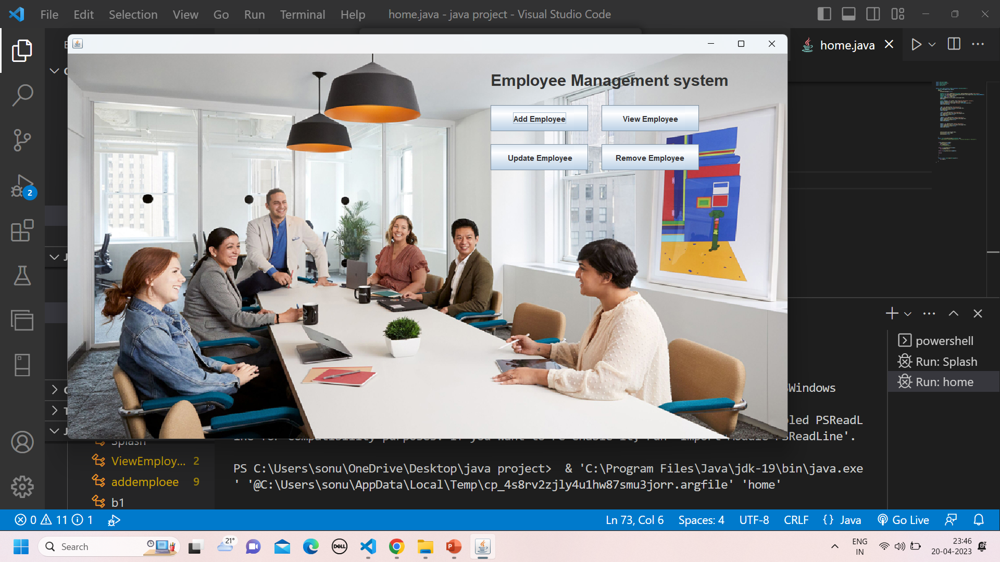 File Edit Selection View Go Run Terminal Help
home.java - java project - Visual Studio Code
home.java
Employee Management system
Add Employee
View Employee
Update Employee
Remove Employee
2
powershell
Run: Splash
Run: home
Windows
led PSReadL
PSReadLine'.
Splash
ViewEmploy... 2
addemploee 9
b1
PS C:\Users\sonu\OneDrive\Desktop\java project> & 'C:\Program Files\Java\jdk-19\bin\java.exe
' '@C:\Users\sonu\AppData\Local\Temp\cp_4s8rv2zjly4u1hw87smu3jorr.argfile' 'home'
0 11 1
Ln 73, Col 6 Spaces: 4 UTF-8 CRLF {} Java Go Live
Search
21°
DELL
ENG
IN
23:46
20-04-2023